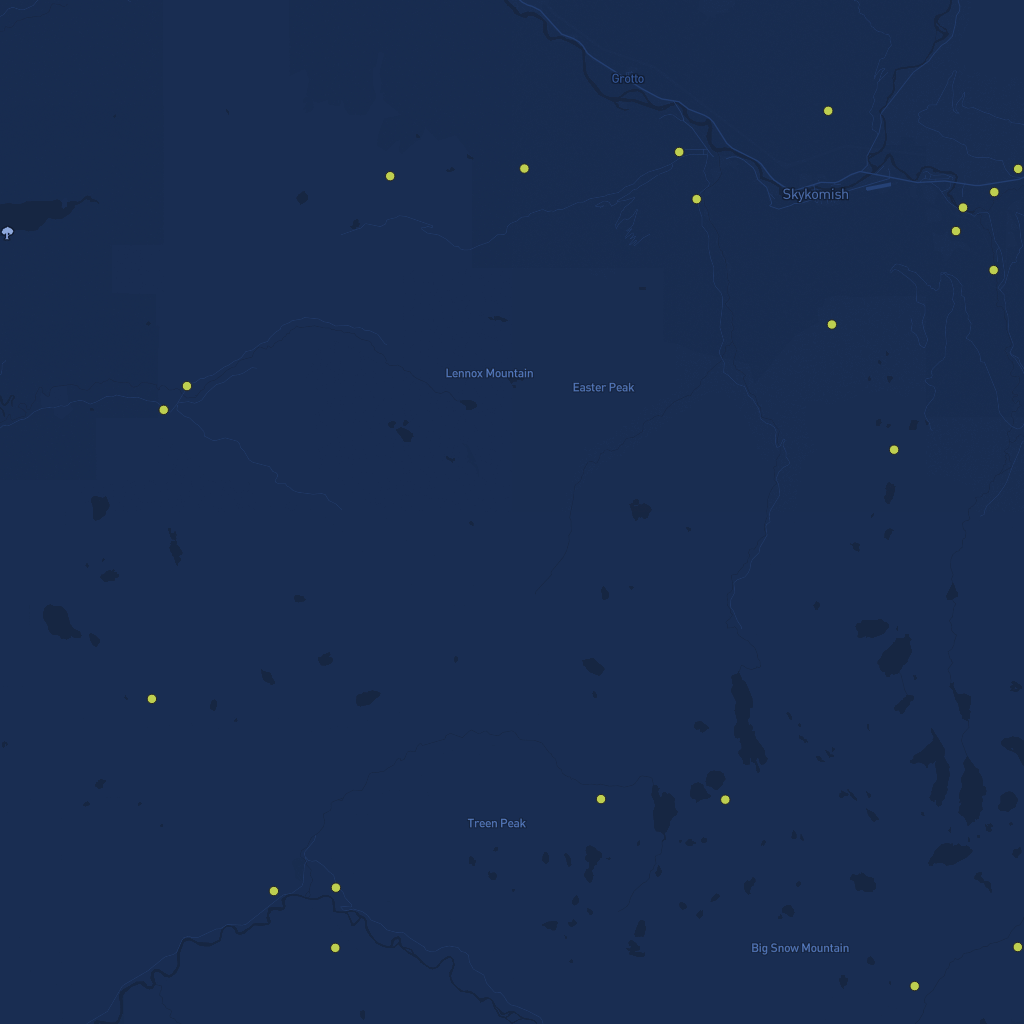 Grotto
Skykomish
Lennox Mountain
Easter Peak
Treen Peak
Big Snow Mountain